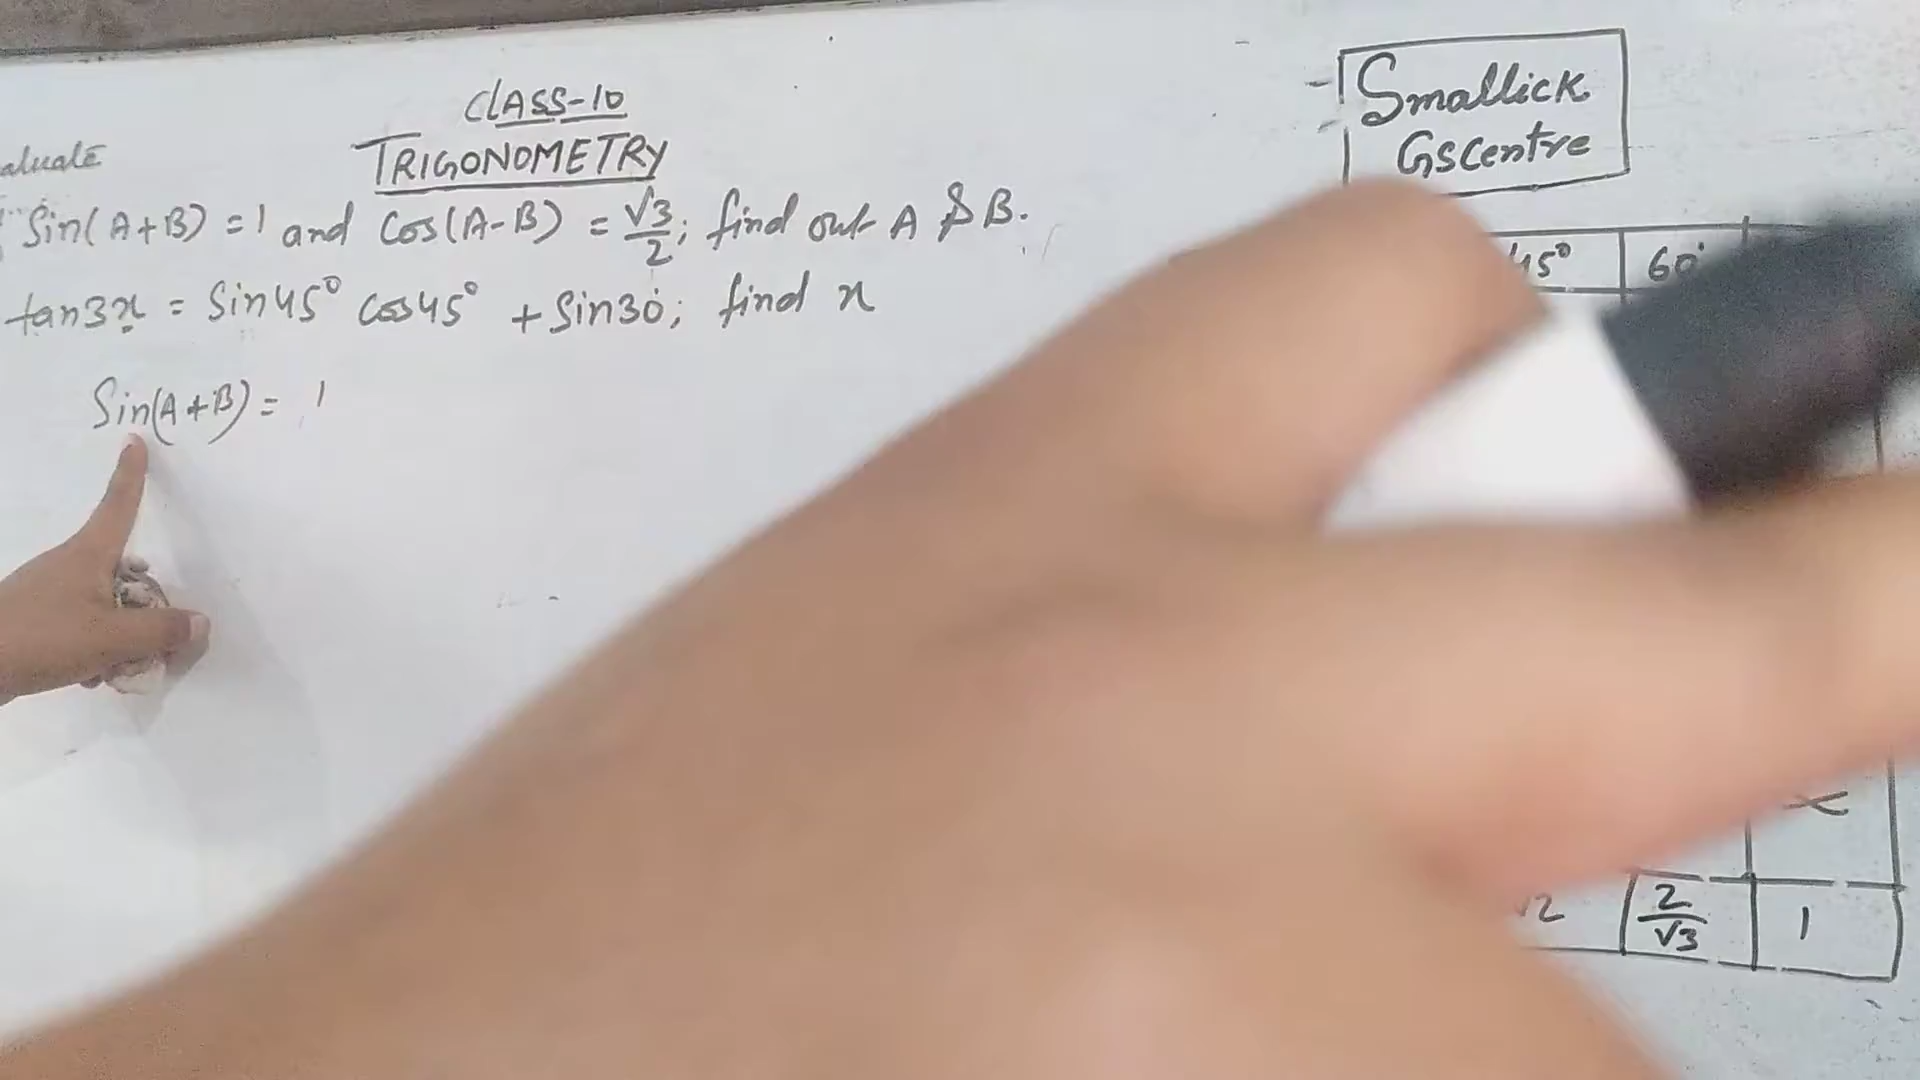 CLASS-10
TRIGONOMETRY
Smallick
GSCentre
Sin(A+B) = 1 and Cos(A-B) = √3/2; find out A & B.
tan3x = Sin45° Cos45° + Sin30°; find x
Sin(A+B) = 1
45° 60°
√2 2/√3 1